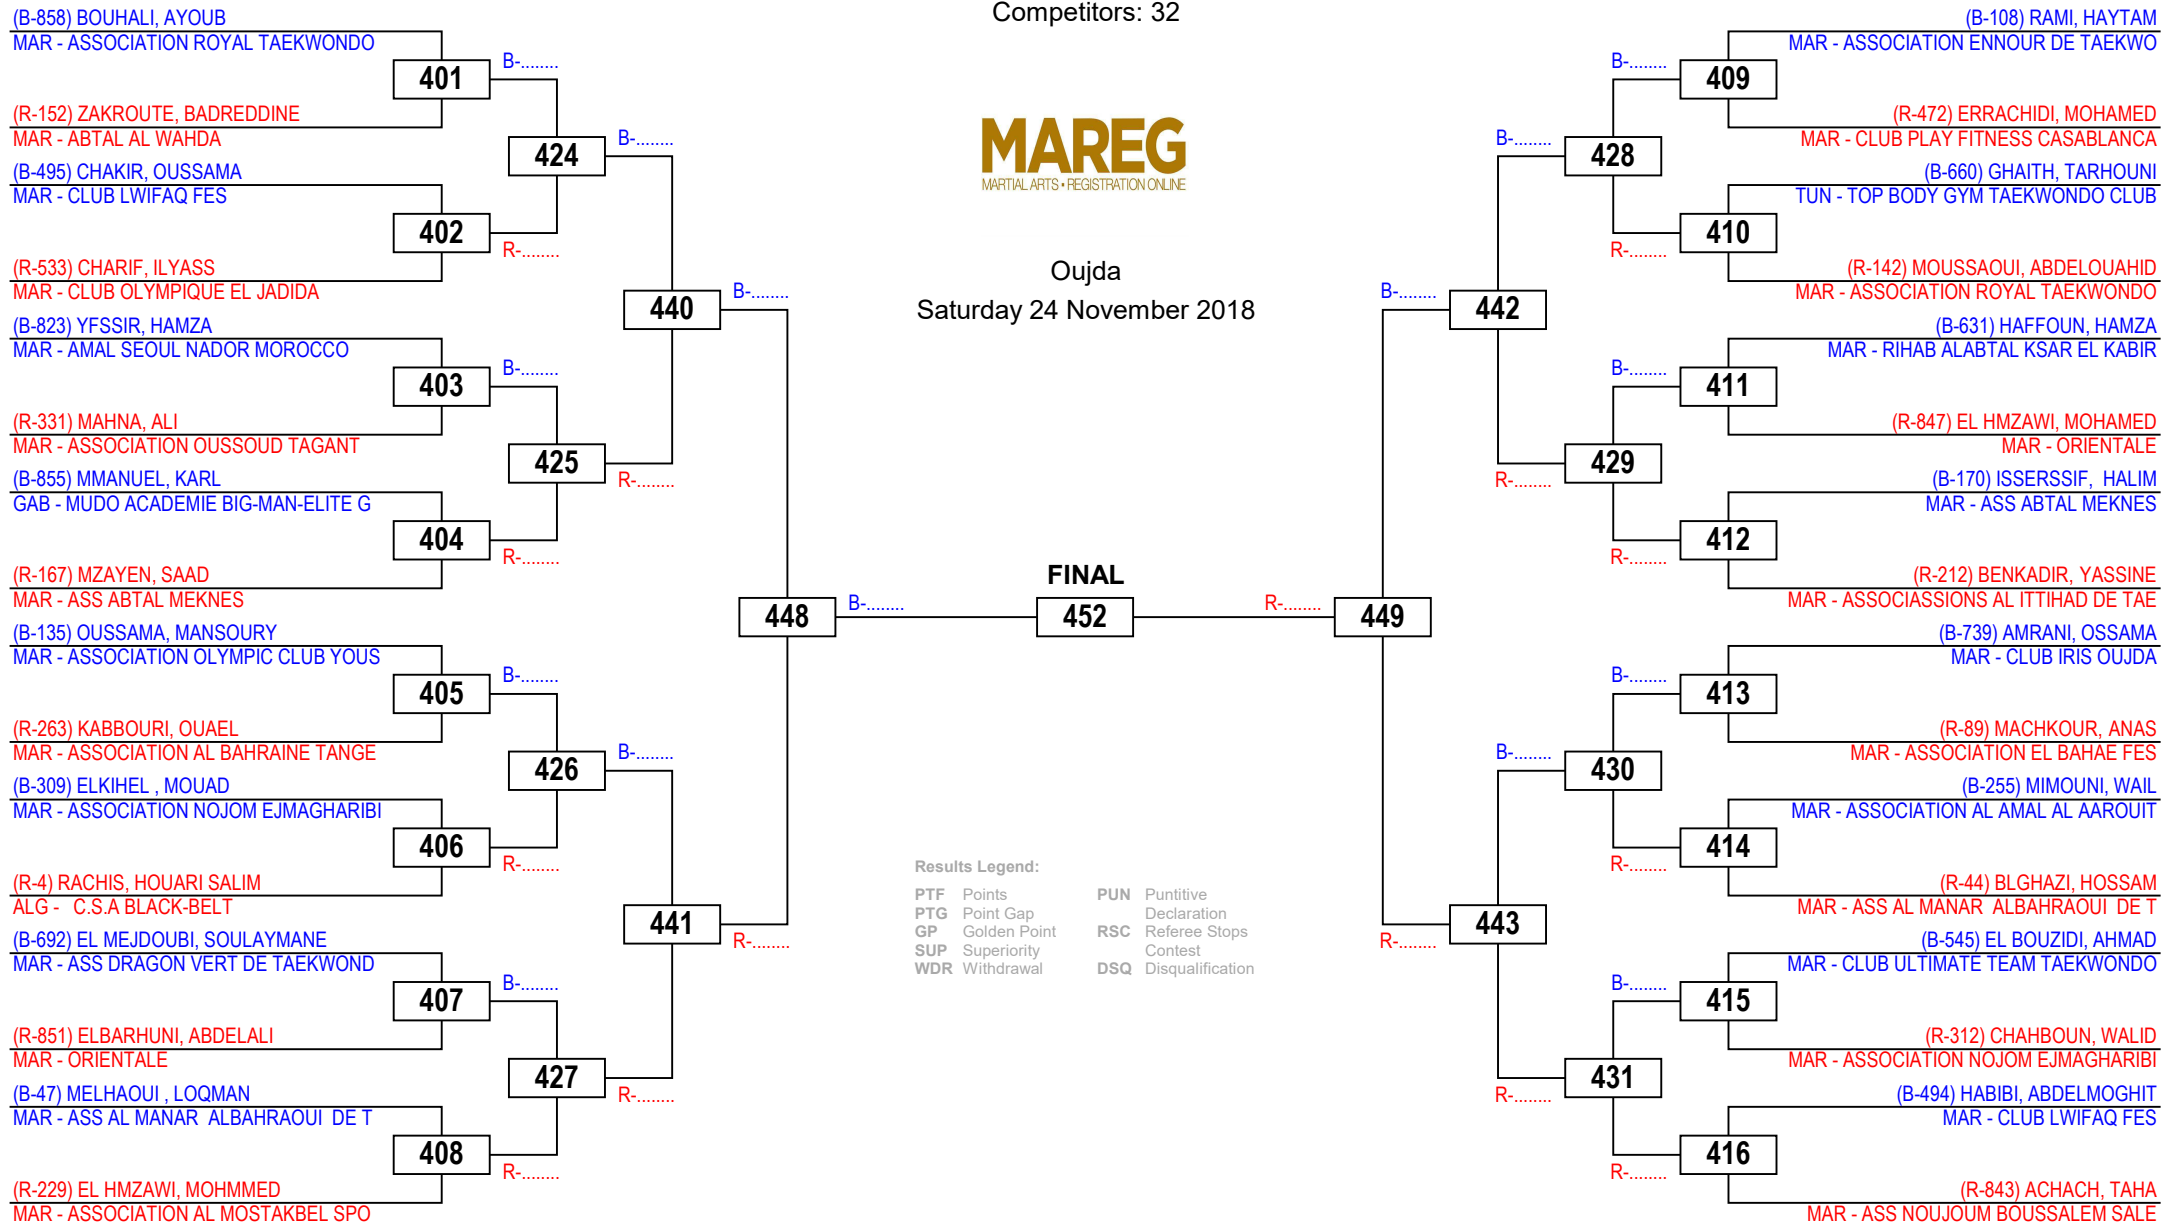 Competitors: 32
MAREG
MARTIAL ARTS • REGISTRATION ONLINE
Oujda
Saturday 24 November 2018
(B-858) BOUHALI, AYOUB
MAR - ASSOCIATION ROYAL TAEKWONDO
401
(R-152) ZAKROUTE, BADREDDINE
MAR - ABTAL AL WAHDA
(B-495) CHAKIR, OUSSAMA
MAR - CLUB LWIFAQ FES
402
(R-533) CHARIF, ILYASS
MAR - CLUB OLYMPIQUE EL JADIDA
(B-823) YFSSIR, HAMZA
MAR - AMAL SEOUL NADOR MOROCCO
403
(R-331) MAHNA, ALI
MAR - ASSOCIATION OUSSOUD TAGANT
(B-855) MMANUEL, KARL
GAB - MUDO ACADEMIE BIG-MAN-ELITE G
404
(R-167) MZAYEN, SAAD
MAR - ASS ABTAL MEKNES
(B-135) OUSSAMA, MANSOURY
MAR - ASSOCIATION OLYMPIC CLUB YOUS
405
(R-263) KABBOURI, OUAEL
MAR - ASSOCIATION AL BAHRAINE TANGE
(B-309) ELKIHEL , MOUAD
MAR - ASSOCIATION NOJOM EJMAGHARIBI
406
(R-4) RACHIS, HOUARI SALIM
ALG -   C.S.A BLACK-BELT
(B-692) EL MEJDOUBI, SOULAYMANE
MAR - ASS DRAGON VERT DE TAEKWOND
407
(R-851) ELBARHUNI, ABDELALI
MAR - ORIENTALE
(B-47) MELHAOUI , LOQMAN
MAR - ASS AL MANAR  ALBAHRAOUI  DE T
408
(R-229) EL HMZAWI, MOHMMED
MAR - ASSOCIATION AL MOSTAKBEL SPO
B-........
424
R-........
B-........
425
R-........
B-........
426
R-........
B-........
427
R-........
B-........
440
R-........
B-........
441
R-........
B-........
448
R-........
B-........
FINAL
452
R-........
B-........
449
R-........
B-........
442
R-........
B-........
443
R-........
B-........
428
R-........
B-........
429
R-........
B-........
430
R-........
B-........
431
R-........
(B-108) RAMI, HAYTAM
MAR - ASSOCIATION ENNOUR DE TAEKWO
409
(R-472) ERRACHIDI, MOHAMED
MAR - CLUB PLAY FITNESS CASABLANCA
(B-660) GHAITH, TARHOUNI
TUN - TOP BODY GYM TAEKWONDO CLUB
410
(R-142) MOUSSAOUI, ABDELOUAHID
MAR - ASSOCIATION ROYAL TAEKWONDO
(B-631) HAFFOUN, HAMZA
MAR - RIHAB ALABTAL KSAR EL KABIR
411
(R-847) EL HMZAWI, MOHAMED
MAR - ORIENTALE
(B-170) ISSERSSIF,  HALIM
MAR - ASS ABTAL MEKNES
412
(R-212) BENKADIR, YASSINE
MAR - ASSOCIASSIONS AL ITTIHAD DE TAE
(B-739) AMRANI, OSSAMA
MAR - CLUB IRIS OUJDA
413
(R-89) MACHKOUR, ANAS
MAR - ASSOCIATION EL BAHAE FES
(B-255) MIMOUNI, WAIL
MAR - ASSOCIATION AL AMAL AL AAROUIT
414
(R-44) BLGHAZI, HOSSAM
MAR - ASS AL MANAR  ALBAHRAOUI  DE T
(B-545) EL BOUZIDI, AHMAD
MAR - CLUB ULTIMATE TEAM TAEKWONDO
415
(R-312) CHAHBOUN, WALID
MAR - ASSOCIATION NOJOM EJMAGHARIBI
(B-494) HABIBI, ABDELMOGHIT
MAR - CLUB LWIFAQ FES
416
(R-843) ACHACH, TAHA
MAR - ASS NOUJOUM BOUSSALEM SALE
Results Legend:
PTF Points
PTG Point Gap
GP Golden Point
SUP Superiority
WDR Withdrawal
PUN Puntitive
Declaration
RSC Referee Stops
Contest
DSQ Disqualification